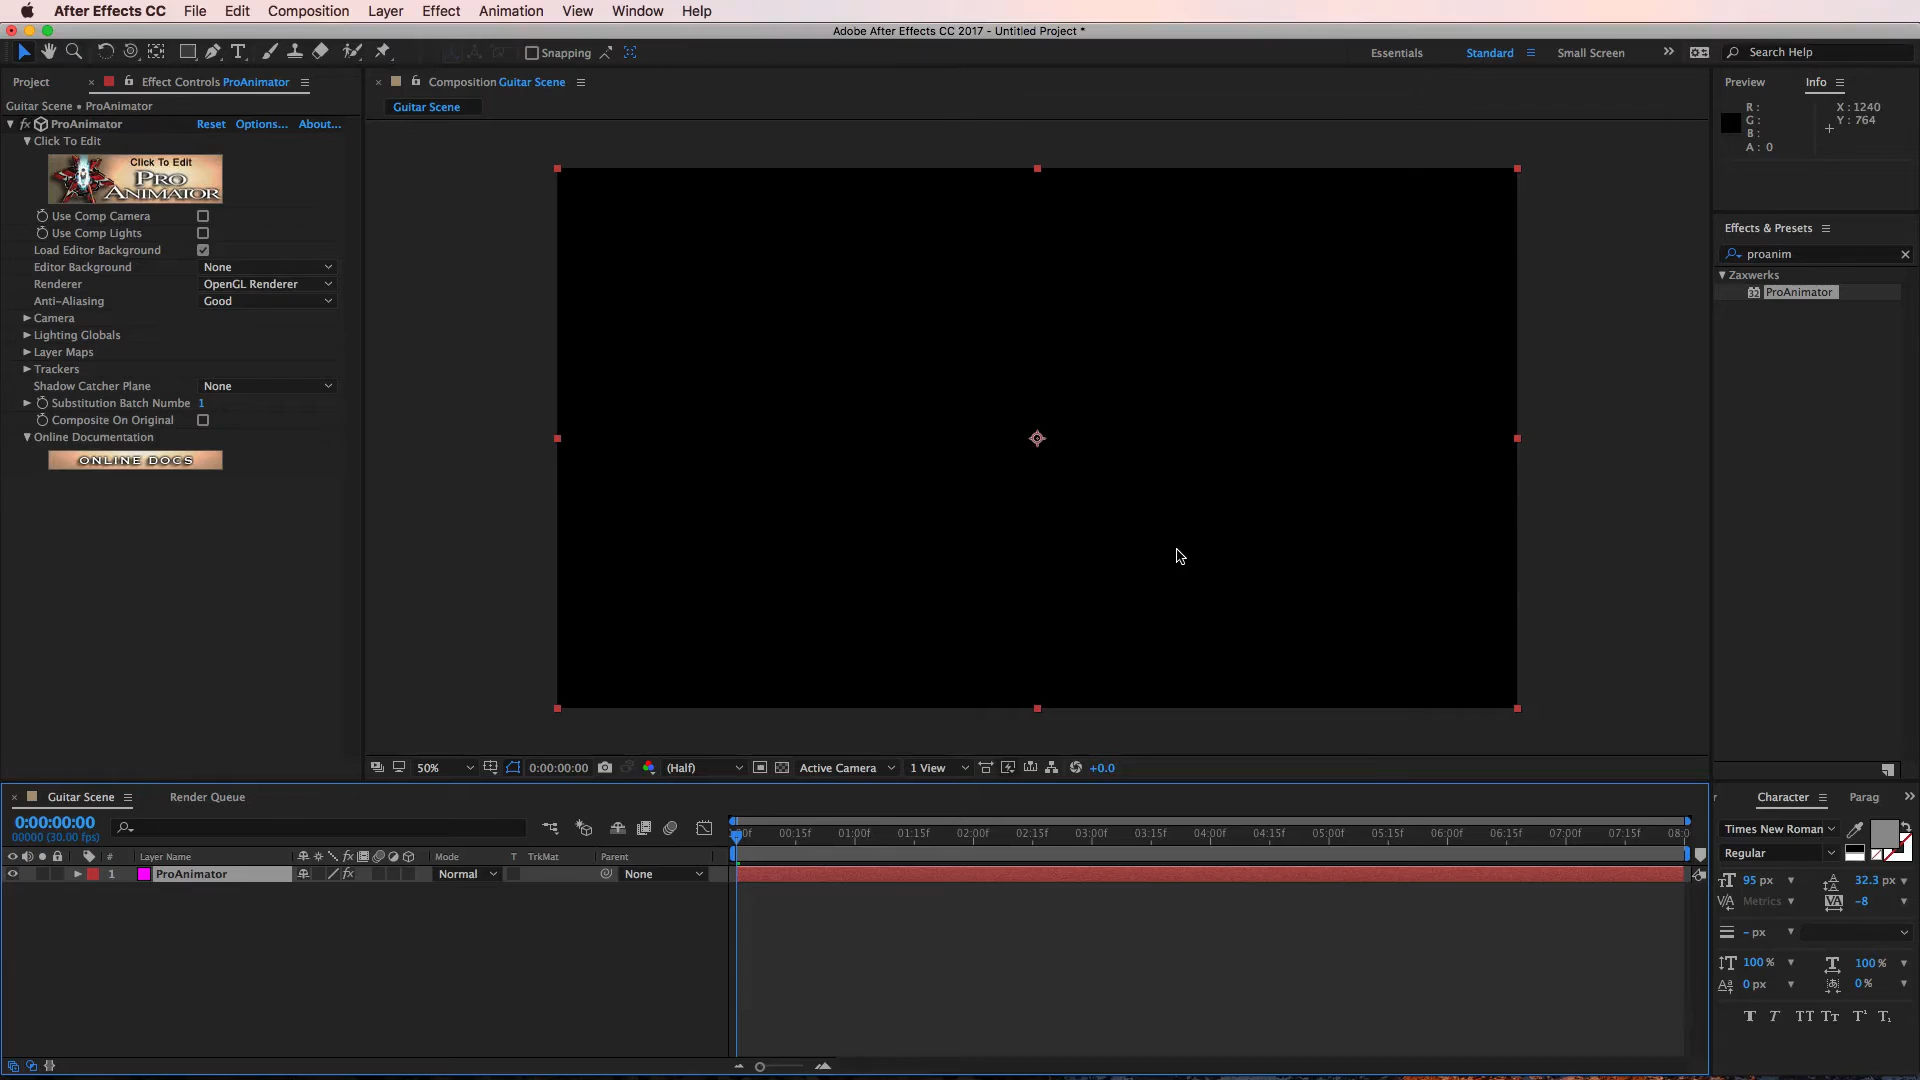 After Effects CC File Edit Composition Layer Effect Animation View Window Help
Adobe After Effects CC 2017 - Untitled Project *
Snapping
Essentials Standard Small Screen Search Help
Project Effect Controls ProAnimator
Guitar Scene • ProAnimator
fx ProAnimator Reset Options... About...
Click To Edit
Click To Edit
PRO
ANIMATOR
Use Comp Camera
Use Comp Lights
Load Editor Background
Editor Background None
Renderer OpenGL Renderer
Anti-Aliasing Good
Camera
Lighting Globals
Layer Maps
Trackers
Shadow Catcher Plane None
Substitution Batch Numbe 1
Composite On Original
Online Documentation
ONLINE DOCS
Composition Guitar Scene
Guitar Scene
50% 0:00:00:00 (Half) Active Camera 1 View +0.0
Preview Info
R :
G :
B :
A : 0
X : 1240
Y : 764
Effects & Presets
proanim
Zaxwerks
32 ProAnimator
Guitar Scene Render Queue
0:00:00:00
00000 (30.00 fps)
00:15f 01:00f 01:15f 02:00f 02:15f 03:00f 03:15f 04:00f 04:15f 05:00f 05:15f 06:00f 06:15f 07:00f 07:15f 08:0
# Layer Name Mode T TrkMat Parent
1 ProAnimator fx Normal None
Character Parag
Times New Roman
Regular
95 px 32.3 px
Metrics -8
- px
100 % 100 %
0 px 0 %
T T TT Tt T¹ T₁